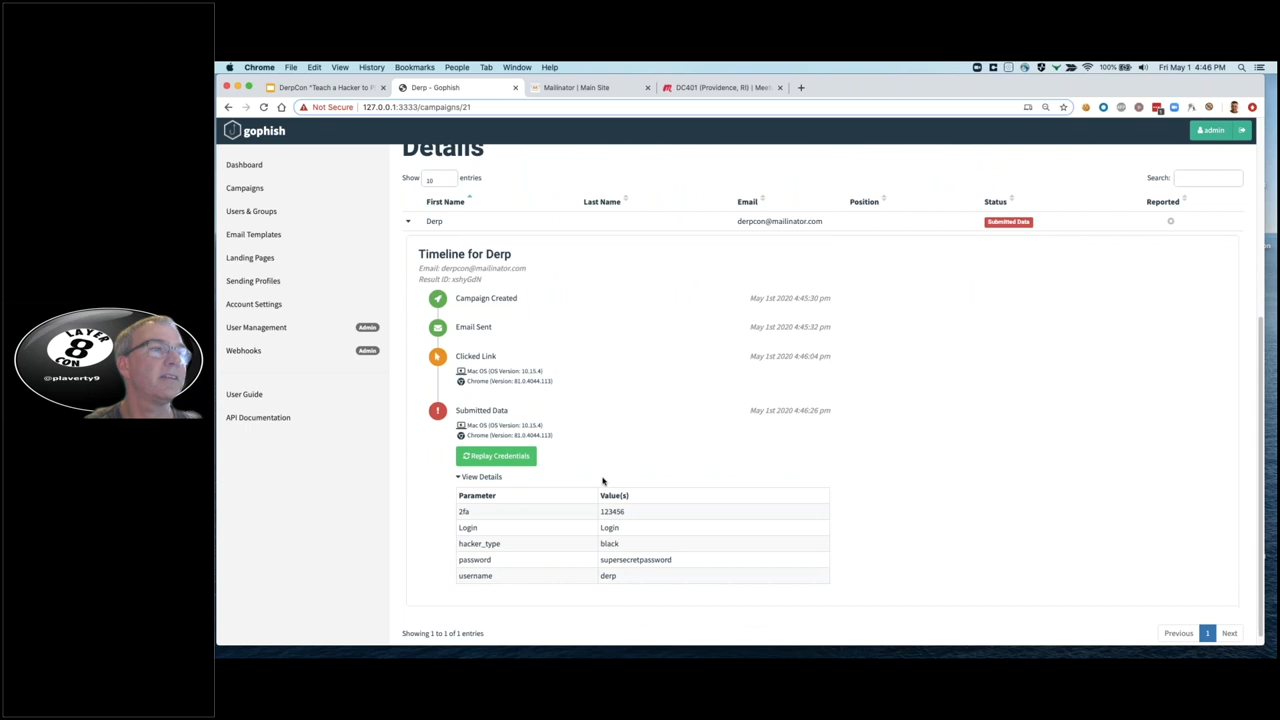 Chrome File Edit View History Bookmarks People Tab Window Help 100% Fri May 1 4:46 PM
DerpCon "Teach a Hacker to P Derp - Gophish Mailinator | Main Site DC401 (Providence, RI) | Meet
Not Secure 127.0.0.1:3333/campaigns/21
gophish admin
Dashboard
Campaigns
Users & Groups
Email Templates
Landing Pages
Sending Profiles
Account Settings
User Management Admin
Webhooks Admin
User Guide
API Documentation
Details
Show 10 entries Search:
First Name Last Name Email Position Status Reported
Derp derpcon@mailinator.com Submitted Data
Timeline for Derp
Email: derpcon@mailinator.com
Result ID: xshyGdN
Campaign Created May 1st 2020 4:45:30 pm
Email Sent May 1st 2020 4:45:32 pm
Clicked Link May 1st 2020 4:46:04 pm
Mac OS (OS Version: 10.15.4)
Chrome (Version: 81.0.4044.113)
Submitted Data May 1st 2020 4:46:26 pm
Mac OS (OS Version: 10.15.4)
Chrome (Version: 81.0.4044.113)
Replay Credentials
View Details
Parameter Value(s)
2fa 123456
Login Login
hacker_type black
password supersecretpassword
username derp
Showing 1 to 1 of 1 entries Previous 1 Next
LAYER
8
CON
@plaverty9